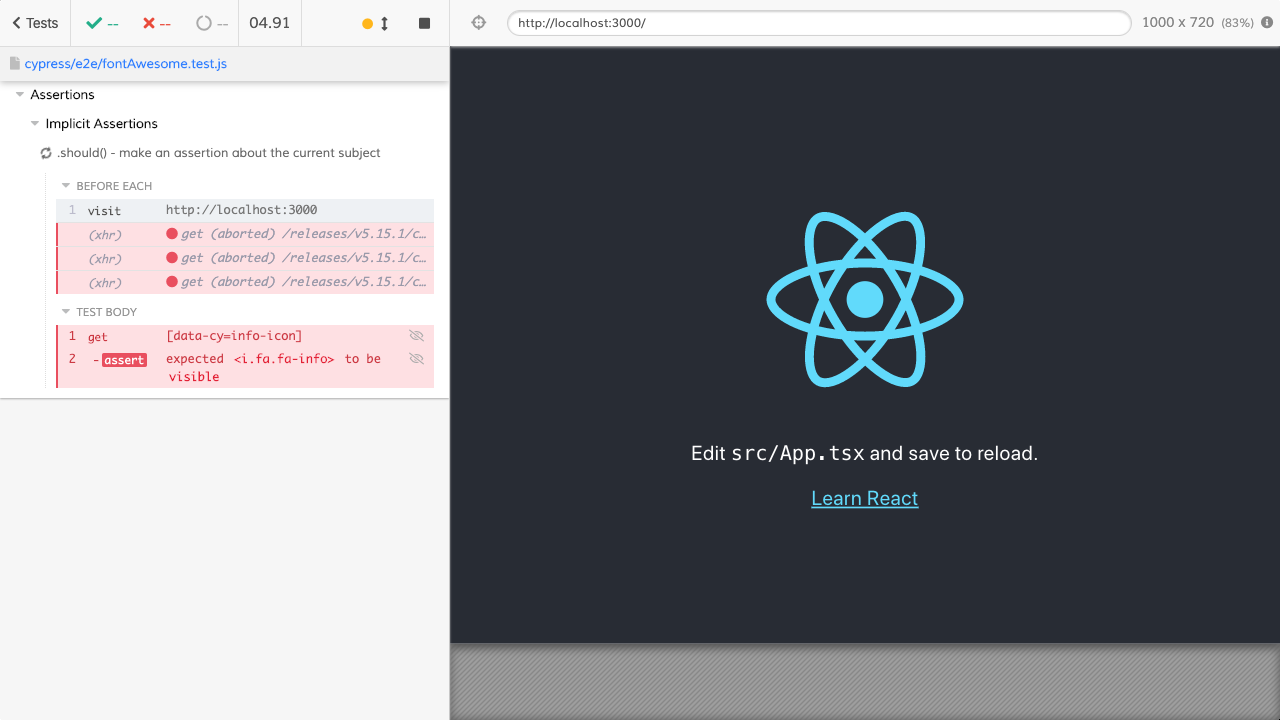 Tests -- -- -- 04.91
http://localhost:3000/ 1000 x 720 (83%)
cypress/e2e/fontAwesome.test.js
Assertions
Implicit Assertions
.should() - make an assertion about the current subject
BEFORE EACH
1 visit http://localhost:3000
(xhr) get (aborted) /releases/v5.15.1/c…
(xhr) get (aborted) /releases/v5.15.1/c…
(xhr) get (aborted) /releases/v5.15.1/c…
TEST BODY
1 get [data-cy=info-icon]
2 -assert expected <i.fa.fa-info> to be
visible
Edit src/App.tsx and save to reload.
Learn React